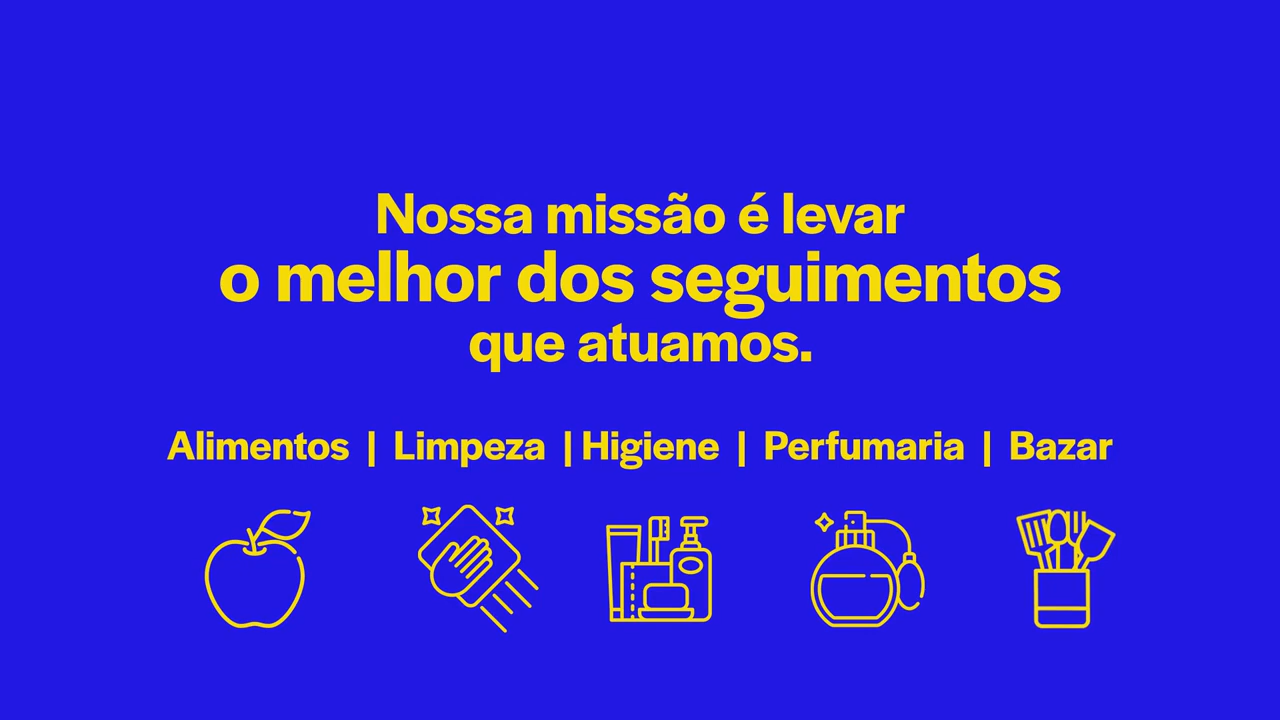 Nossa missão é levar
o melhor dos seguimentos
que atuamos.
Alimentos | Limpeza | Higiene | Perfumaria | Bazar